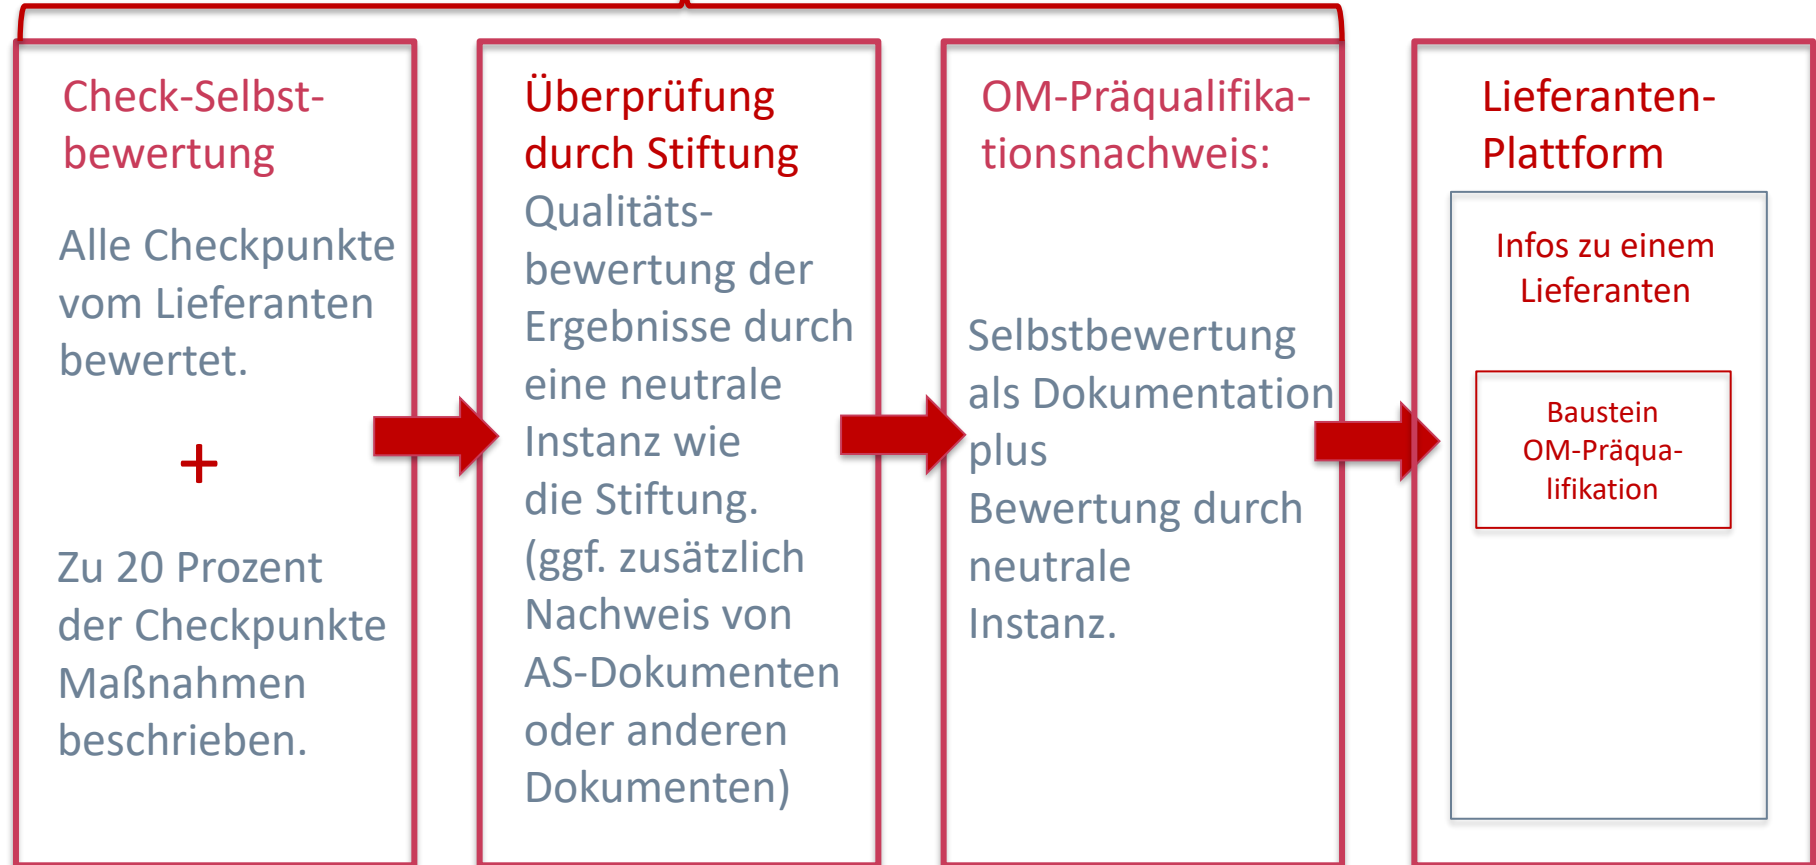 Check-Selbst-
bewertung
Alle Checkpunkte
vom Lieferanten
bewertet.
+
Zu 20 Prozent
der Checkpunkte
Maßnahmen
beschrieben.
Überprüfung
durch Stiftung
Qualitäts-
bewertung der
Ergebnisse durch
eine neutrale
Instanz wie
die Stiftung.
(ggf. zusätzlich
Nachweis von
AS-Dokumenten
oder anderen
Dokumenten)
OM-Präqualifika-
tionsnachweis:
Selbstbewertung
als Dokumentation
plus
Bewertung durch
neutrale
Instanz.
Lieferanten-
Plattform
Infos zu einem
Lieferanten
Baustein
OM-Präqua-
lifikation